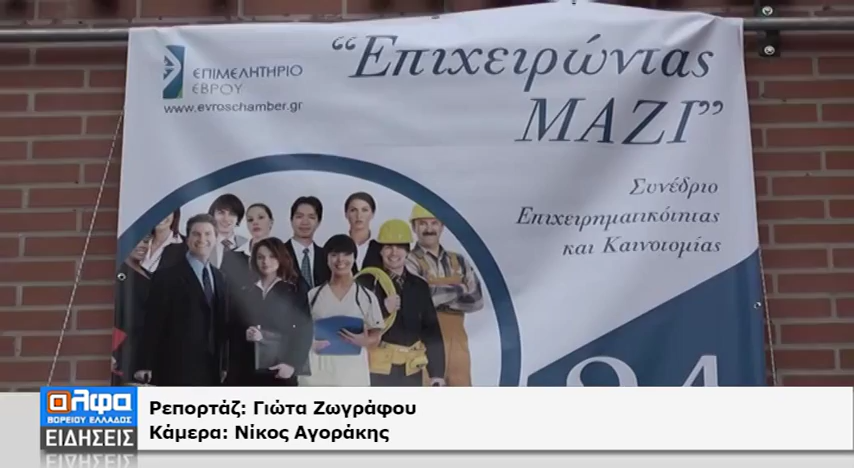 “Επιχειρώντας
ΜΑΖΙ”
ΕΠΙΜΕΛΗΤΗΡΙΟ
ΕΒΡΟΥ
www.evroschamber.gr
Συνέδριο
Επιχειρηματικότητας
και Καινοτομίας
αλφα
ΒΟΡΕΙΟΥ ΕΛΛΑΔΟΣ
ΕΙΔΗΣΕΙΣ
Ρεπορτάζ: Γιώτα Ζωγράφου
Κάμερα: Νίκος Αγοράκης